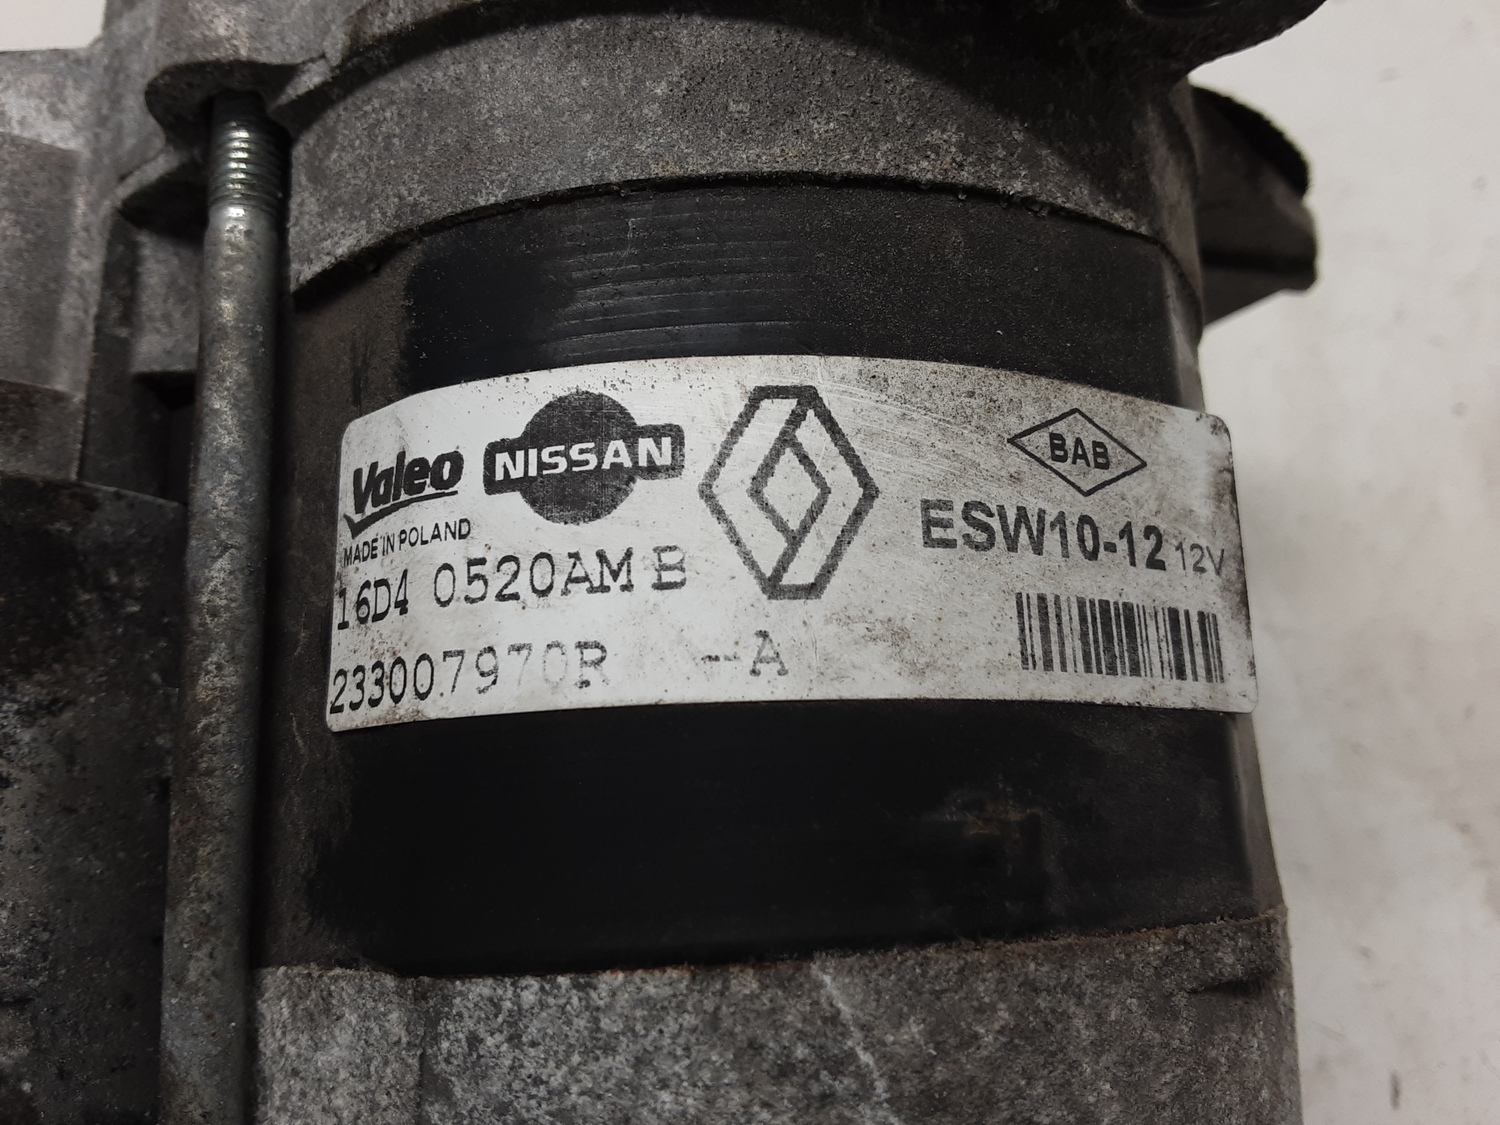 Valeo NISSAN BAB
MADE IN POLAND ESW10-12 12V
16D4 0520AM B
233007970R --A